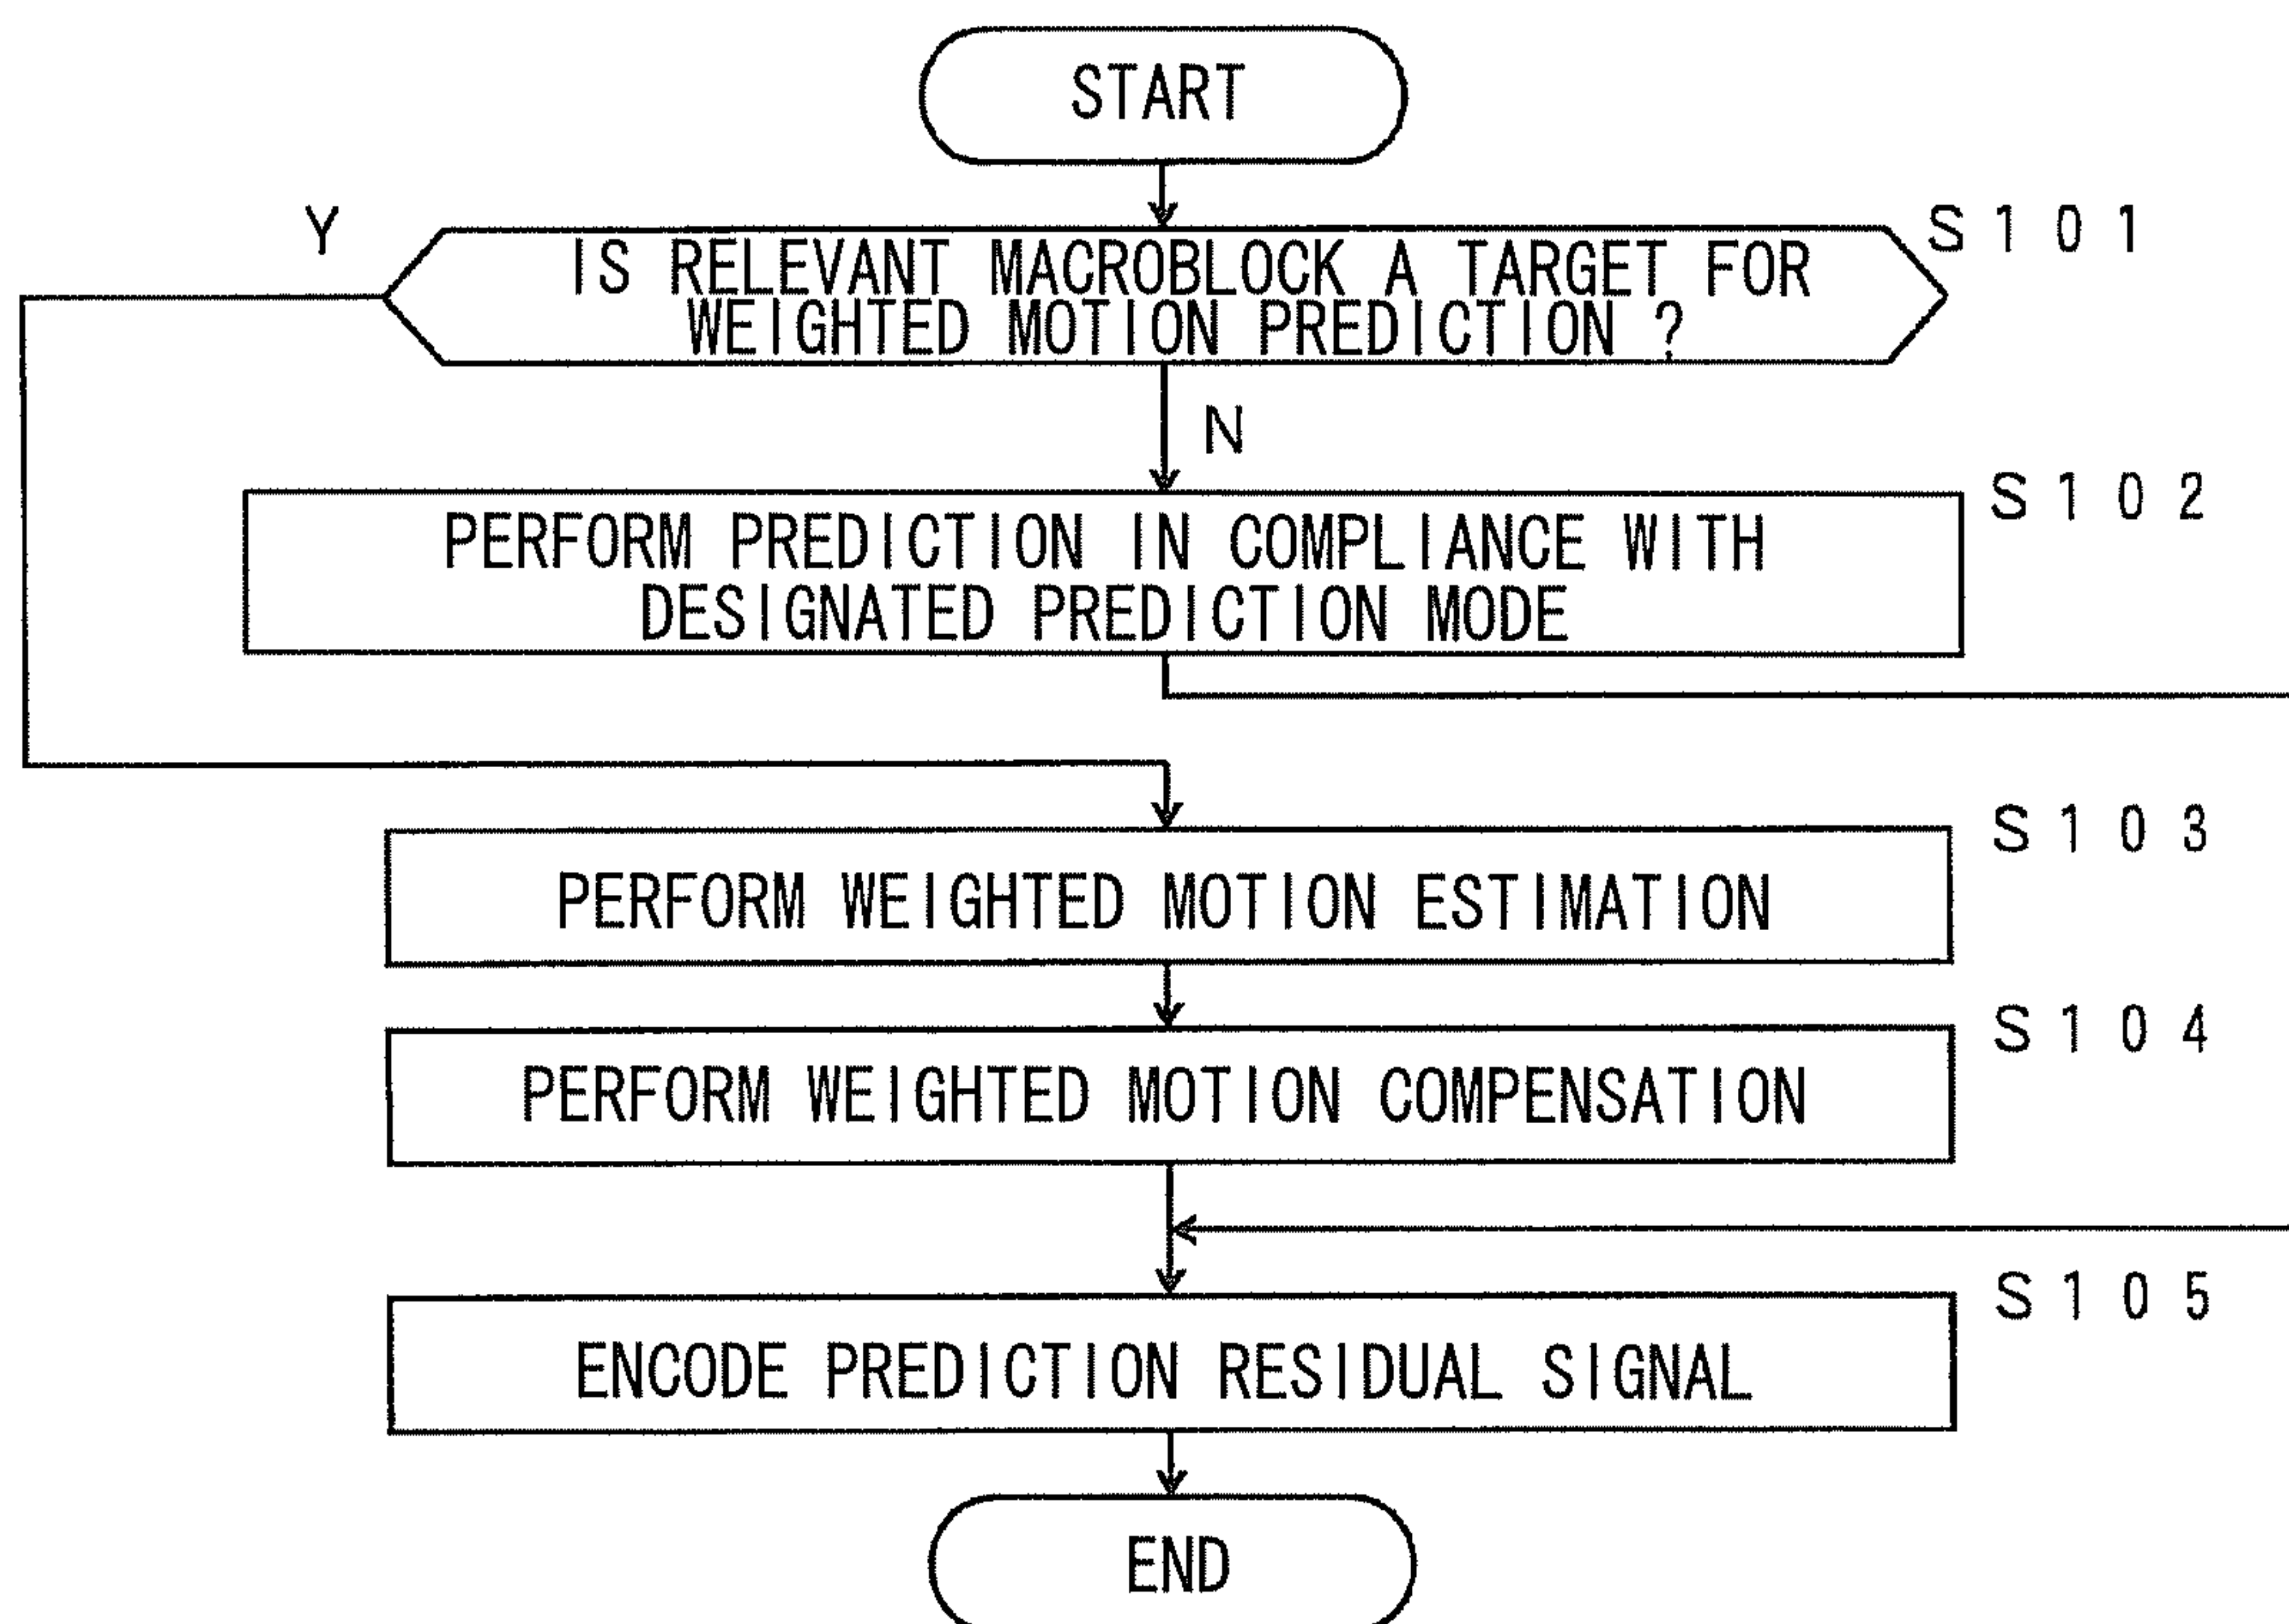 START
Y
IS RELEVANT MACROBLOCK A TARGET FOR
WEIGHTED MOTION PREDICTION ?
S101
N
PERFORM PREDICTION IN COMPLIANCE WITH
DESIGNATED PREDICTION MODE
S102
PERFORM WEIGHTED MOTION ESTIMATION
S103
PERFORM WEIGHTED MOTION COMPENSATION
S104
ENCODE PREDICTION RESIDUAL SIGNAL
S105
END